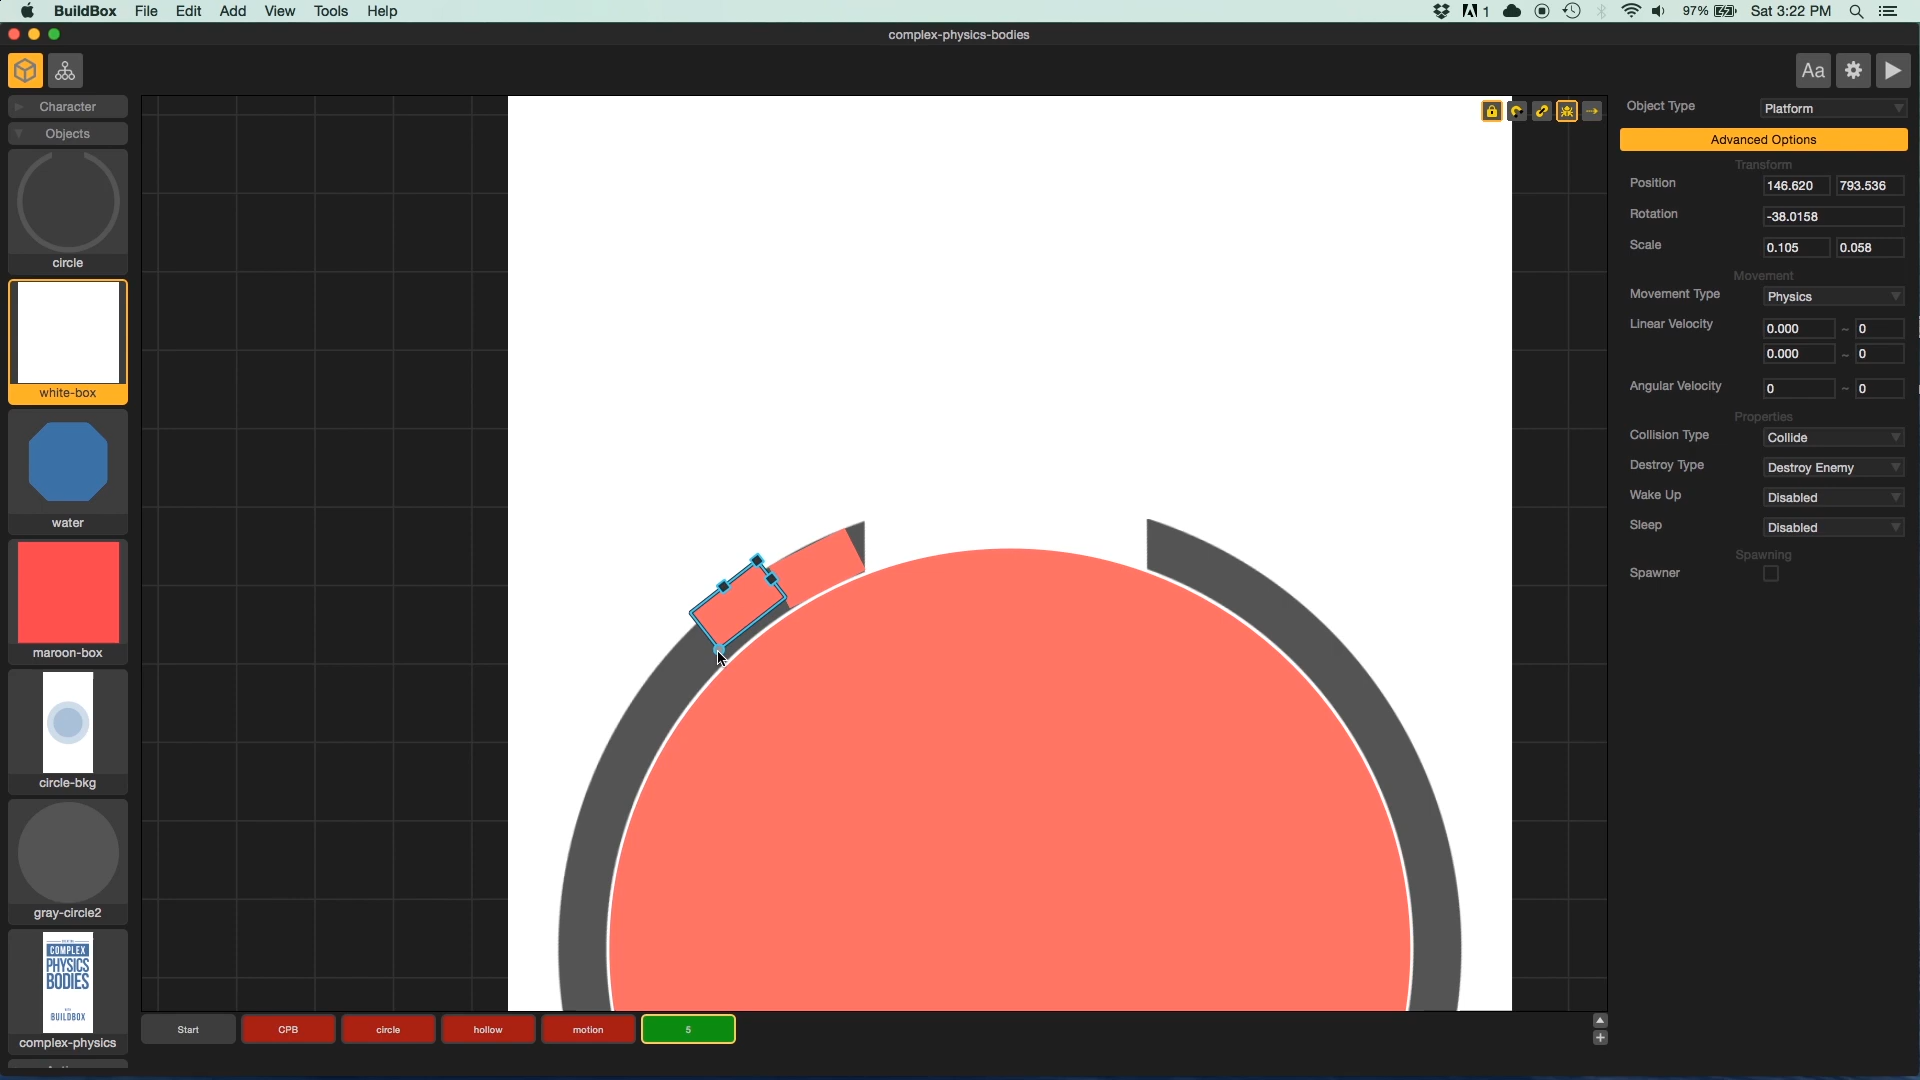 BuildBox File Edit Add View Tools Help
1 97% Sat 3:22 PM
complex-physics-bodies
Aa
Character
Objects
circle
white-box
water
maroon-box
circle-bkg
gray-circle2
COMPLEX
PHYSICS
BODIES
BUILDBOX
complex-physics
Object Type Platform
Advanced Options
Transform
Position 146.620 793.536
Rotation -38.0158
Scale 0.105 0.058
Movement
Movement Type Physics
Linear Velocity 0.000 ~ 0
0.000 ~ 0
Angular Velocity 0 ~ 0
Properties
Collision Type Collide
Destroy Type Destroy Enemy
Wake Up Disabled
Sleep Disabled
Spawning
Spawner
Start CPB circle hollow motion 5